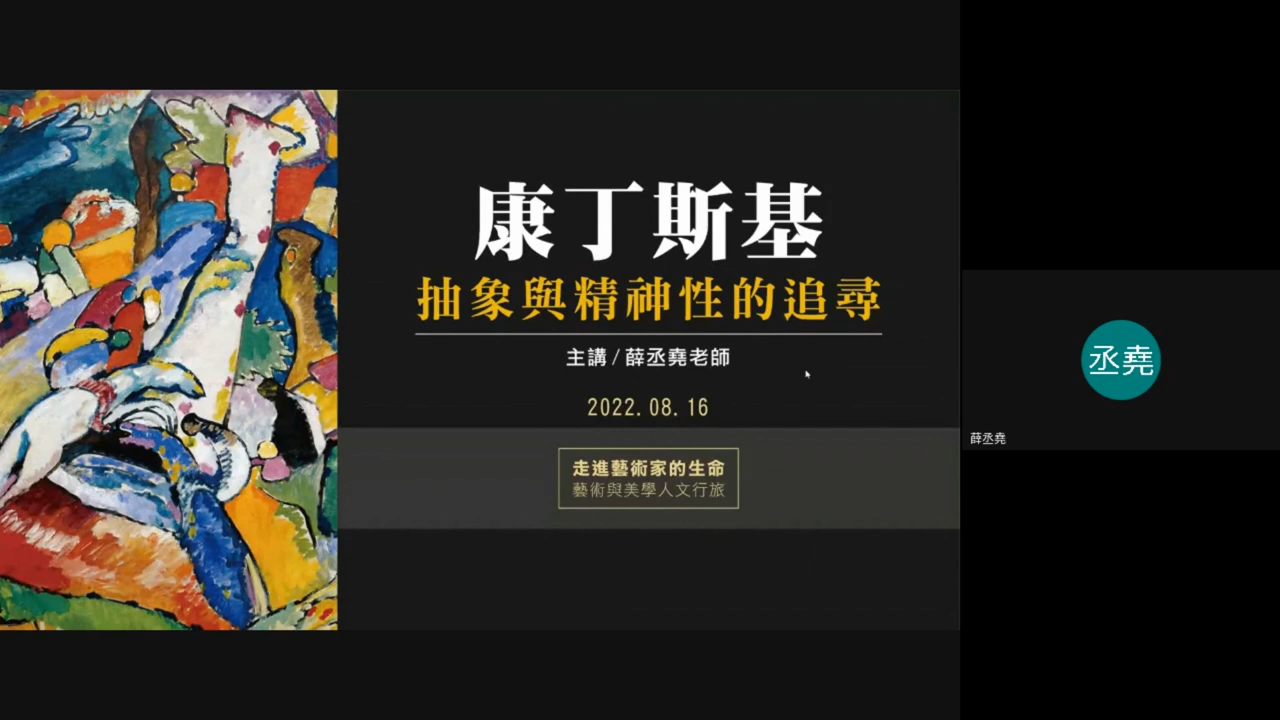 康丁斯基
抽象與精神性的追尋
主講/薛丞堯老師
2022.08.16
走進藝術家的生命
藝術與美學人文行旅
丞堯
薛丞堯